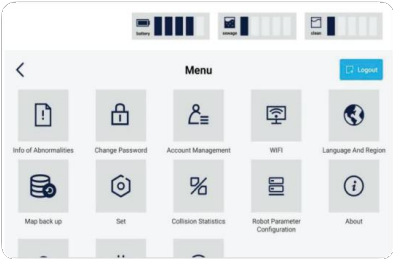 battery
sewage
clean
Menu
Logout
Info of Abnormalities
Change Password
Account Management
WIFI
Language And Region
Map back up
Set
Collision Statistics
Robot Parameter
Configuration
About